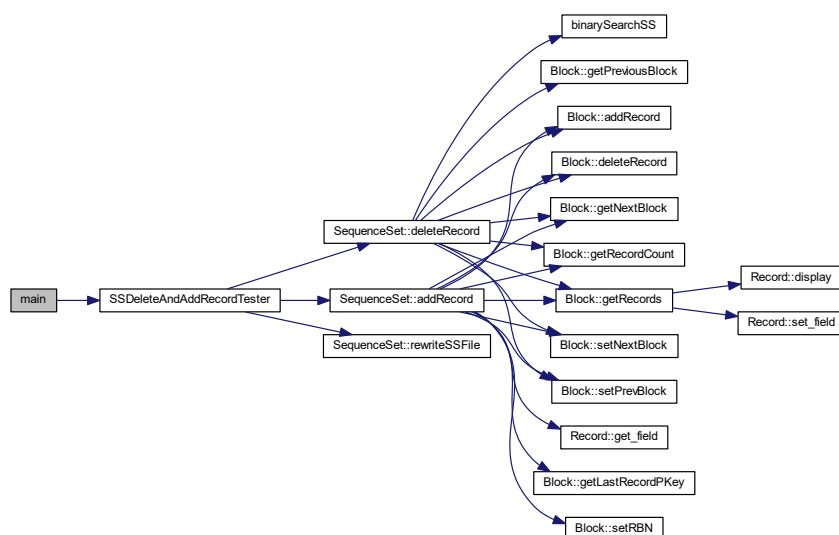 main
SSDeleteAndAddRecordTester
SequenceSet::deleteRecord
SequenceSet::addRecord
SequenceSet::rewriteSSFile
binarySearchSS
Block::getPreviousBlock
Block::addRecord
Block::deleteRecord
Block::getNextBlock
Block::getRecordCount
Block::getRecords
Block::setNextBlock
Block::setPrevBlock
Record::get_field
Block::getLastRecordPKey
Block::setRBN
Record::display
Record::set_field